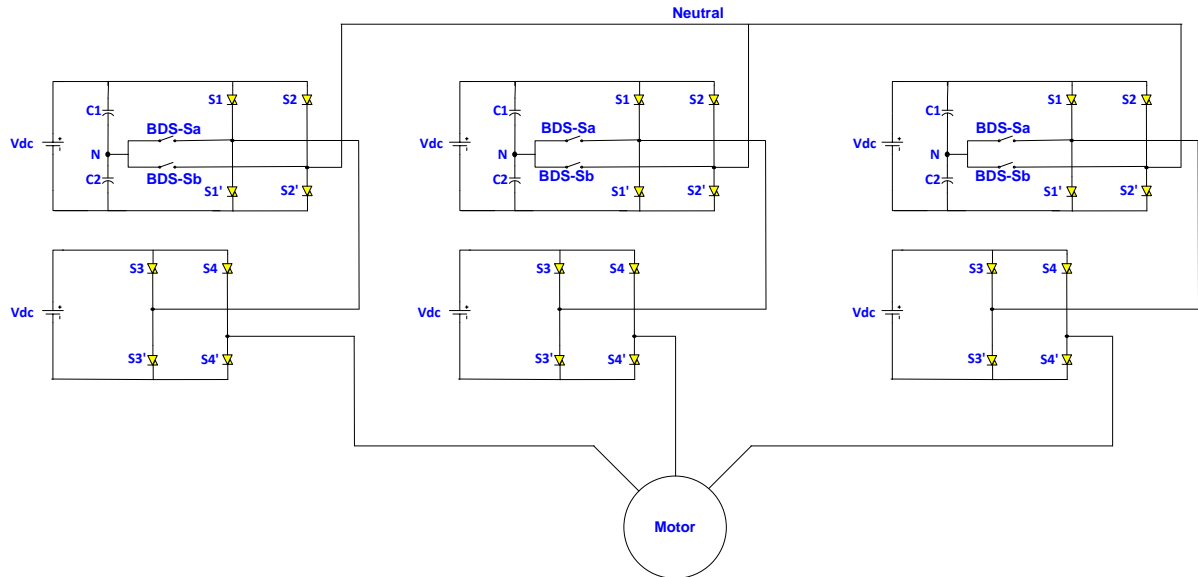 Neutral
S1 S2 S1 S2 S1 S2
C1 C1 C1
BDS-Sa BDS-Sa BDS-Sa
Vdc Vdc Vdc
N N N
BDS-Sb BDS-Sb BDS-Sb
C2 C2 C2
S1' S2' S1' S2' S1' S2'
S3 S4 S3 S4 S3 S4
Vdc Vdc Vdc
S3' S4' S3' S4' S3' S4'
Motor